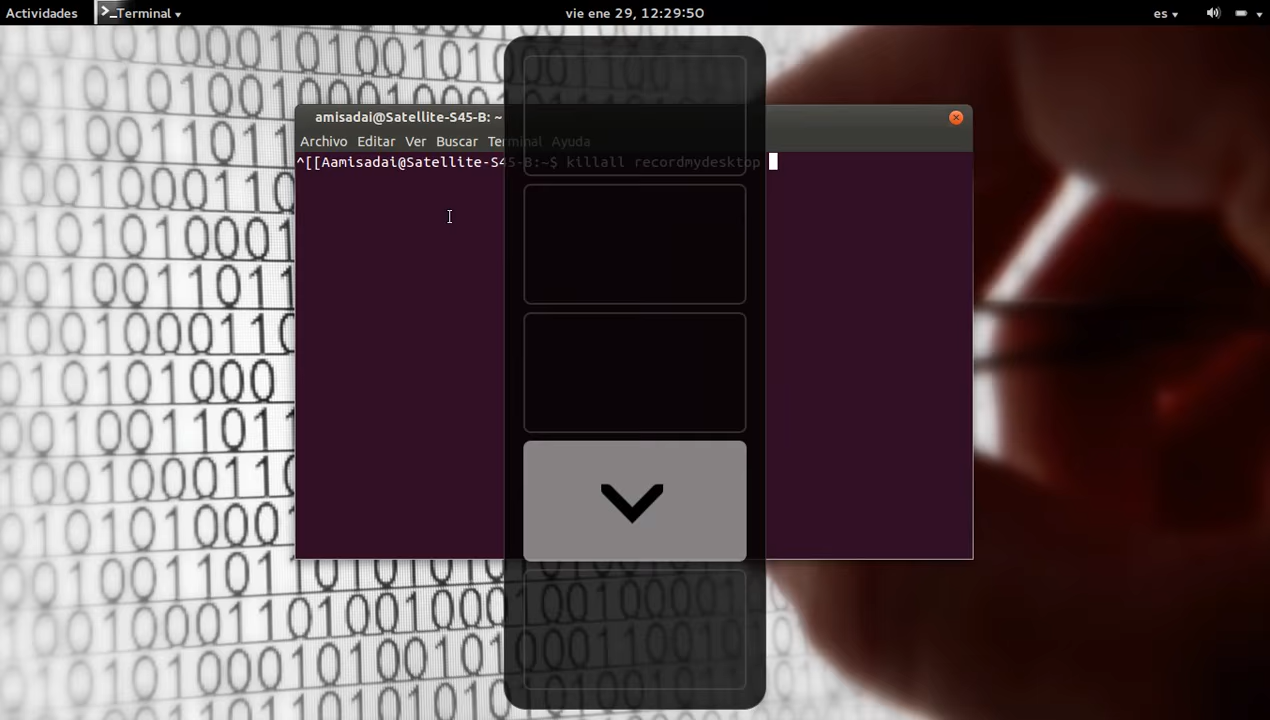 Actividades
Terminal
vie ene 29, 12:29:50
es
amisadai@Satellite-S45-B: ~
Archivo Editar Ver Buscar Terminal Ayuda
^[[Aamisadai@Satellite-S45-B:~$ killall recordmydesktop